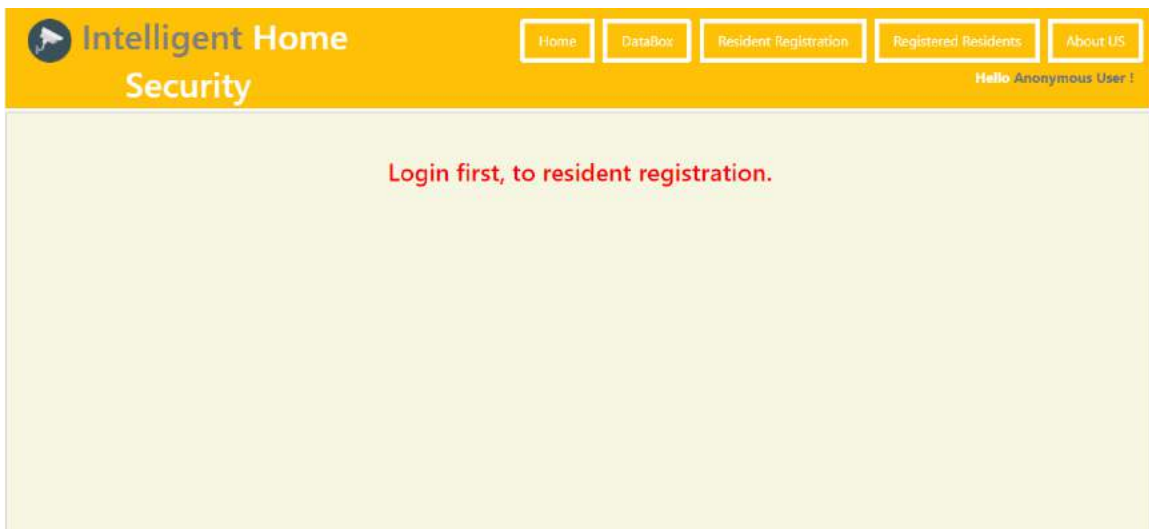 Intelligent Home
Security
Home
DataBox
Resident Registration
Registered Residents
About US
Hello Anonymous User !
Login first, to resident registration.